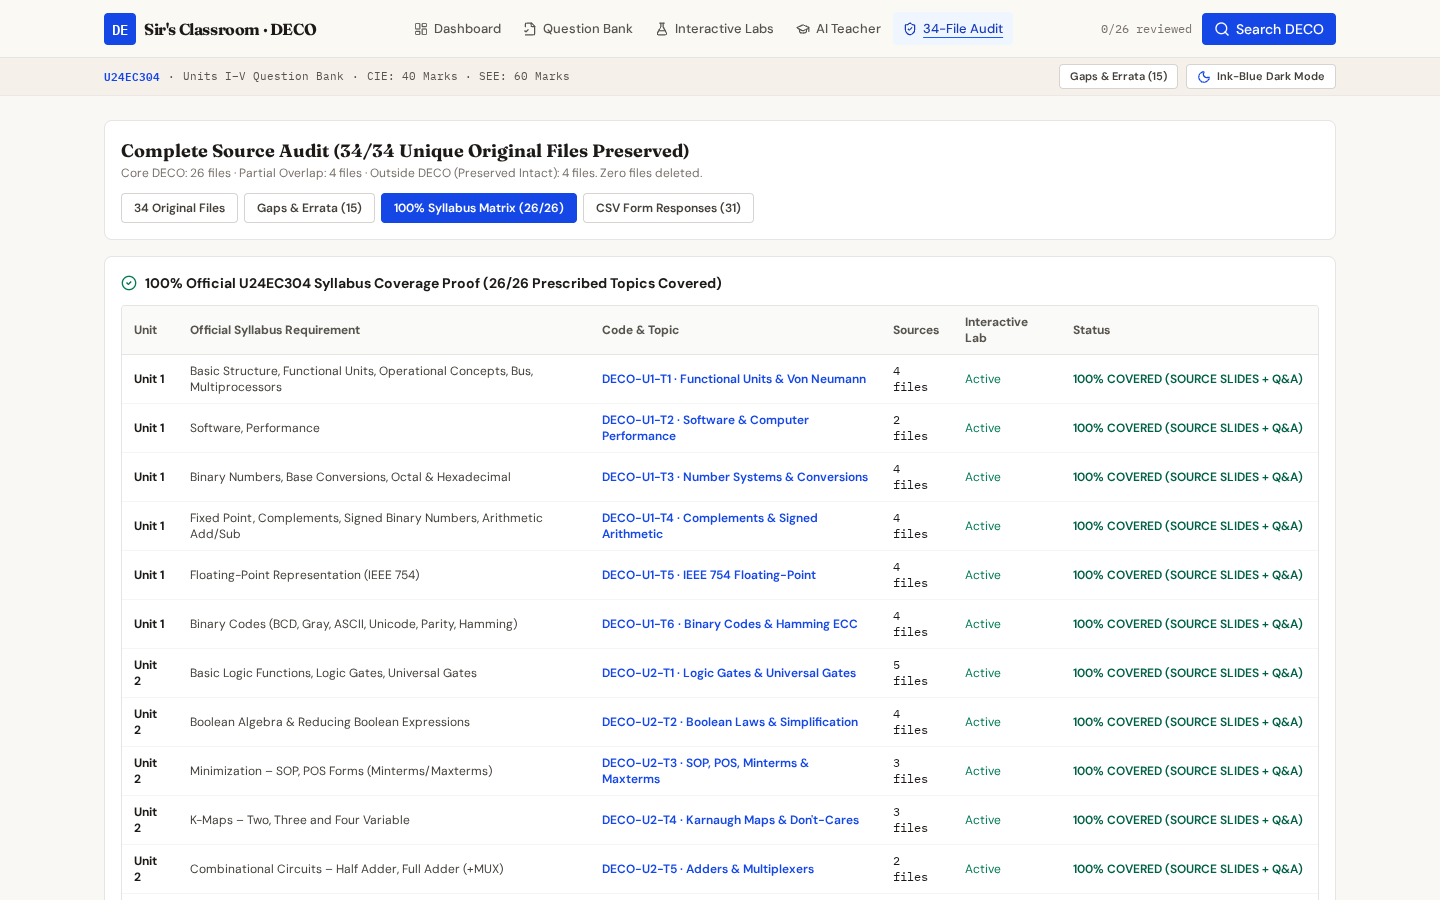 DE Sir's Classroom · DECO Dashboard Question Bank Interactive Labs AI Teacher 34-File Audit 0/26 reviewed Search DECO
U24EC304 · Units I–V Question Bank · CIE: 40 Marks · SEE: 60 Marks Gaps & Errata (15) Ink-Blue Dark Mode
Complete Source Audit (34/34 Unique Original Files Preserved)
Core DECO: 26 files · Partial Overlap: 4 files · Outside DECO (Preserved Intact): 4 files. Zero files deleted.
34 Original Files Gaps & Errata (15) 100% Syllabus Matrix (26/26) CSV Form Responses (31)
100% Official U24EC304 Syllabus Coverage Proof (26/26 Prescribed Topics Covered)
Unit Official Syllabus Requirement Code & Topic Sources Interactive Lab Status
Unit 1 Basic Structure, Functional Units, Operational Concepts, Bus, Multiprocessors DECO-U1-T1 · Functional Units & Von Neumann 4 files Active 100% COVERED (SOURCE SLIDES + Q&A)
Unit 1 Software, Performance DECO-U1-T2 · Software & Computer Performance 2 files Active 100% COVERED (SOURCE SLIDES + Q&A)
Unit 1 Binary Numbers, Base Conversions, Octal & Hexadecimal DECO-U1-T3 · Number Systems & Conversions 4 files Active 100% COVERED (SOURCE SLIDES + Q&A)
Unit 1 Fixed Point, Complements, Signed Binary Numbers, Arithmetic Add/Sub DECO-U1-T4 · Complements & Signed Arithmetic 4 files Active 100% COVERED (SOURCE SLIDES + Q&A)
Unit 1 Floating-Point Representation (IEEE 754) DECO-U1-T5 · IEEE 754 Floating-Point 4 files Active 100% COVERED (SOURCE SLIDES + Q&A)
Unit 1 Binary Codes (BCD, Gray, ASCII, Unicode, Parity, Hamming) DECO-U1-T6 · Binary Codes & Hamming ECC 4 files Active 100% COVERED (SOURCE SLIDES + Q&A)
Unit 2 Basic Logic Functions, Logic Gates, Universal Gates DECO-U2-T1 · Logic Gates & Universal Gates 5 files Active 100% COVERED (SOURCE SLIDES + Q&A)
Unit 2 Boolean Algebra & Reducing Boolean Expressions DECO-U2-T2 · Boolean Laws & Simplification 4 files Active 100% COVERED (SOURCE SLIDES + Q&A)
Unit 2 Minimization – SOP, POS Forms (Minterms/Maxterms) DECO-U2-T3 · SOP, POS, Minterms & Maxterms 3 files Active 100% COVERED (SOURCE SLIDES + Q&A)
Unit 2 K-Maps – Two, Three and Four Variable DECO-U2-T4 · Karnaugh Maps & Don't-Cares 3 files Active 100% COVERED (SOURCE SLIDES + Q&A)
Unit 2 Combinational Circuits – Half Adder, Full Adder (+MUX) DECO-U2-T5 · Adders & Multiplexers 2 files Active 100% COVERED (SOURCE SLIDES + Q&A)